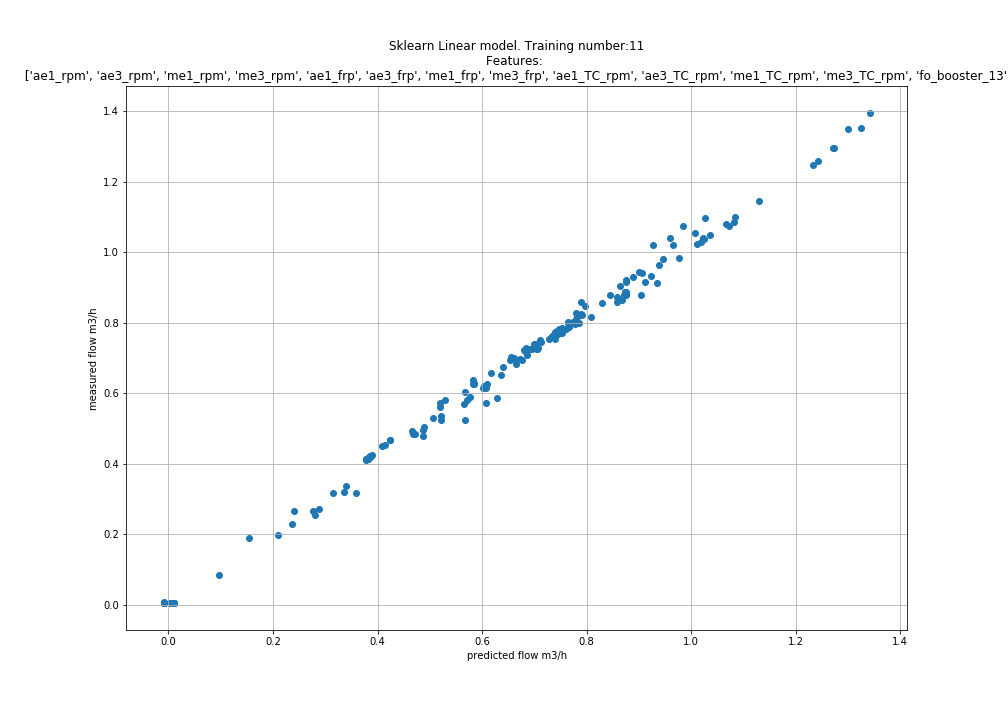 Sklearn Linear model. Training number:11
Features:
['ae1_rpm', 'ae3_rpm', 'me1_rpm', 'me3_rpm', 'ae1_frp', 'ae3_frp', 'me1_frp', 'me3_frp', 'ae1_TC_rpm', 'ae3_TC_rpm', 'me1_TC_rpm', 'me3_TC_rpm', 'fo_booster_13'
1.4
1.2
1.0
0.8
0.6
0.4
0.2
0.0
measured flow m3/h
0.0 0.2 0.4 0.6 0.8 1.0 1.2 1.4
predicted flow m3/h